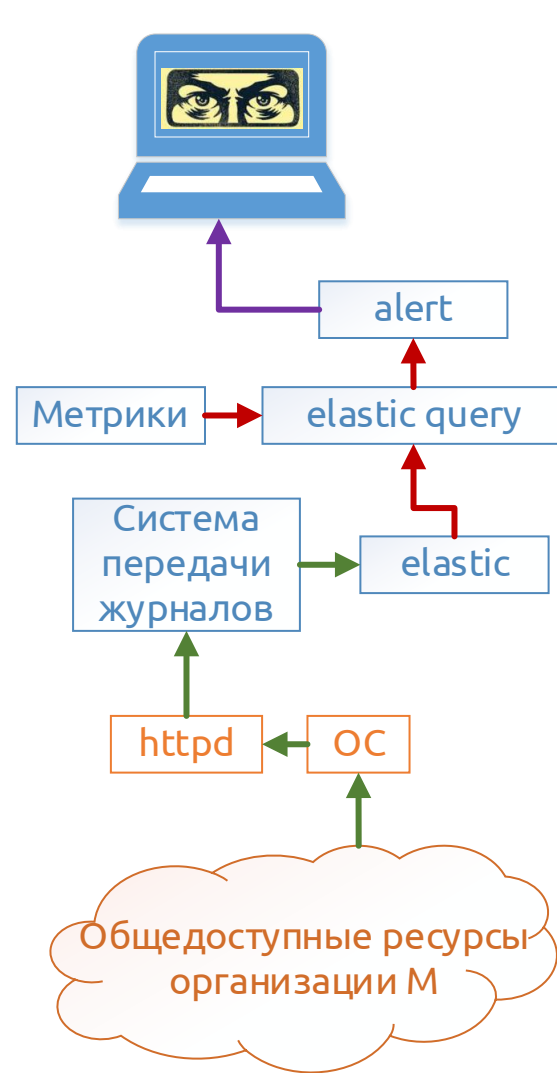 alert
Метрики
elastic query
Система
передачи
журналов
elastic
httpd
ОС
Общедоступные ресурсы
организации М